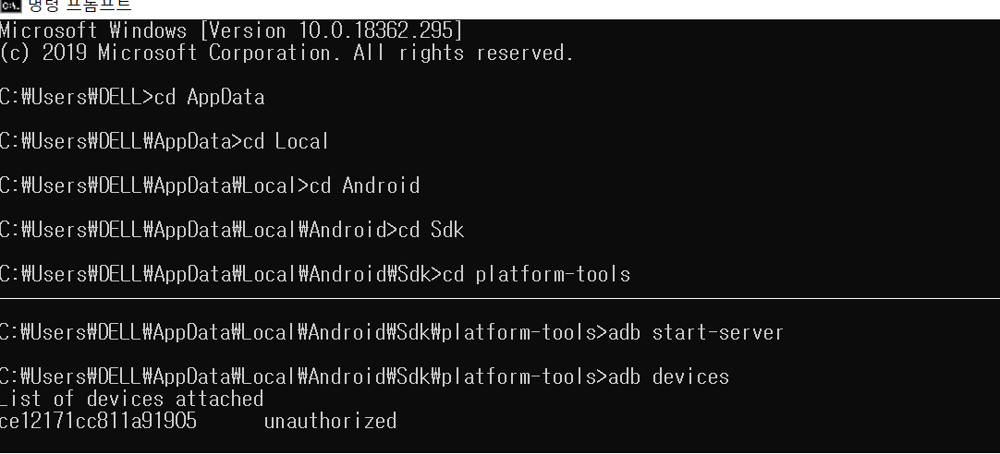 명령 프롬프트
Microsoft Windows [Version 10.0.18362.295]
(c) 2019 Microsoft Corporation. All rights reserved.
C:₩Users₩DELL>cd AppData
C:₩Users₩DELL₩AppData>cd Local
C:₩Users₩DELL₩AppData₩Local>cd Android
C:₩Users₩DELL₩AppData₩Local₩Android>cd Sdk
C:₩Users₩DELL₩AppData₩Local₩Android₩Sdk>cd platform-tools
C:₩Users₩DELL₩AppData₩Local₩Android₩Sdk₩platform-tools>adb start-server
C:₩Users₩DELL₩AppData₩Local₩Android₩Sdk₩platform-tools>adb devices
List of devices attached
ce12171cc811a91905 unauthorized